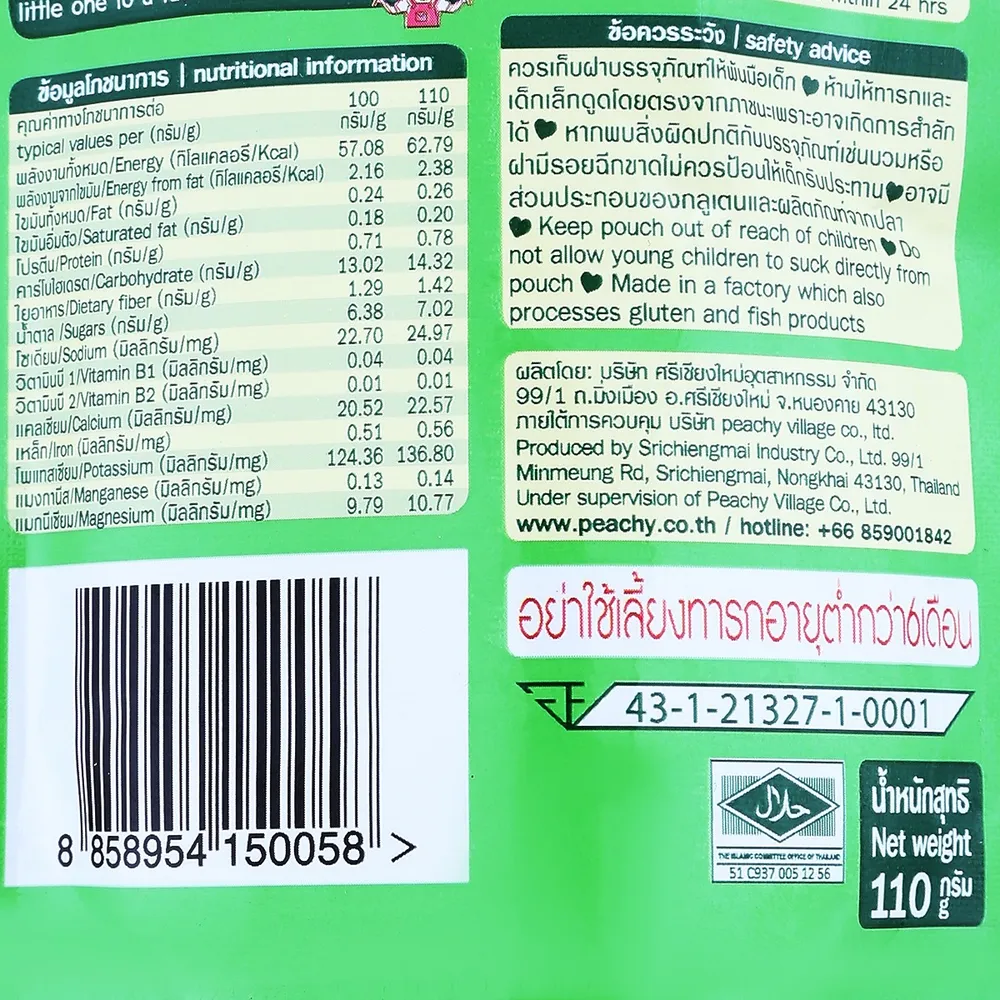 little one to a
within 24 hrs
ข้อมูลโภชนาการ | nutritional information
คุณค่าทางโภชนาการต่อ 100 110
typical values per (กรัม/g) กรัม/g กรัม/g
พลังงานทั้งหมด/Energy (กิโลแคลอรี/Kcal) 57.08 62.79
พลังงานจากไขมัน/Energy from fat (กิโลแคลอรี/Kcal) 2.16 2.38
ไขมันทั้งหมด/Fat (กรัม/g) 0.24 0.26
ไขมันอิ่มตัว/Saturated fat (กรัม/g) 0.18 0.20
โปรตีน/Protein (กรัม/g) 0.71 0.78
คาร์โบไฮเดรต/Carbohydrate (กรัม/g) 13.02 14.32
ใยอาหาร/Dietary fiber (กรัม/g) 1.29 1.42
น้ำตาล /Sugars (กรัม/g) 6.38 7.02
โซเดียม/Sodium (มิลลิกรัม/mg) 22.70 24.97
วิตามินบี 1/Vitamin B1 (มิลลิกรัม/mg) 0.04 0.04
วิตามินบี 2/Vitamin B2 (มิลลิกรัม/mg) 0.01 0.01
แคลเซียม/Calcium (มิลลิกรัม/mg) 20.52 22.57
เหล็ก/Iron (มิลลิกรัม/mg) 0.51 0.56
โพแทสเซียม/Potassium (มิลลิกรัม/mg) 124.36 136.80
แมงกานีส/Manganese (มิลลิกรัม/mg) 0.13 0.14
แมกนีเซียม/Magnesium (มิลลิกรัม/mg) 9.79 10.77
8 858954 150058 >
ข้อควรระวัง | safety advice
ควรเก็บฝาบรรจุภัณฑ์ให้พ้นมือเด็ก ♥ ห้ามให้ทารกและ
เด็กเล็กดูดโดยตรงจากภาชนะเพราะอาจเกิดการสำลัก
ได้ ♥ หากพบสิ่งผิดปกติกับบรรจุภัณฑ์เช่นบวมหรือ
ฝามีรอยฉีกขาดไม่ควรป้อนให้เด็กรับประทาน ♥ อาจมี
ส่วนประกอบของกลูเตนและผลิตภัณฑ์จากปลา
♥ Keep pouch out of reach of children ♥ Do
not allow young children to suck directly from
pouch ♥ Made in a factory which also
processes gluten and fish products
ผลิตโดย: บริษัท ศรีเชียงใหม่อุตสาหกรรม จำกัด
99/1 ถ.มิ่งเมือง อ.ศรีเชียงใหม่ จ.หนองคาย 43130
ภายใต้การควบคุม บริษัท peachy village co., ltd.
Produced by Srichiengmai Industry Co., Ltd. 99/1
Minmeung Rd, Srichiengmai, Nongkhai 43130, Thailand
Under supervision of Peachy Village Co., Ltd.
www.peachy.co.th / hotline: +66 859001842
อย่าใช้เลี้ยงทารกอายุต่ำกว่า6เดือน
43-1-21327-1-0001
حلال
THE ISLAMIC COMMITTEE OFFICE OF THAILAND
51 C937 005 12 56
น้ำหนักสุทธิ
Net weight
110 กรัม
g